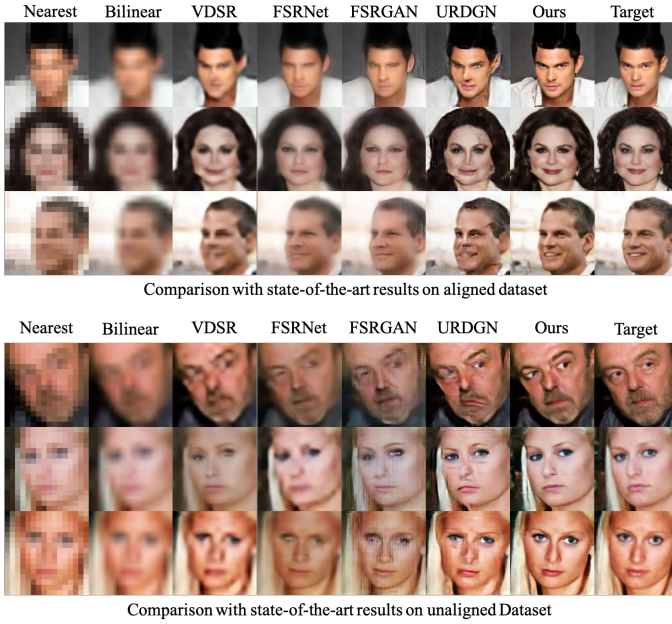 Nearest Bilinear VDSR FSRNet FSRGAN URDGN Ours Target
Comparison with state-of-the-art results on aligned dataset
Nearest Bilinear VDSR FSRNet FSRGAN URDGN Ours Target
Comparison with state-of-the-art results on unaligned Dataset